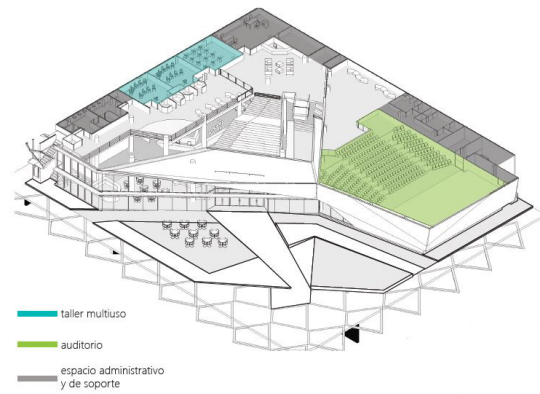 taller multiuso
auditorio
espacio administrativo
y de soporte